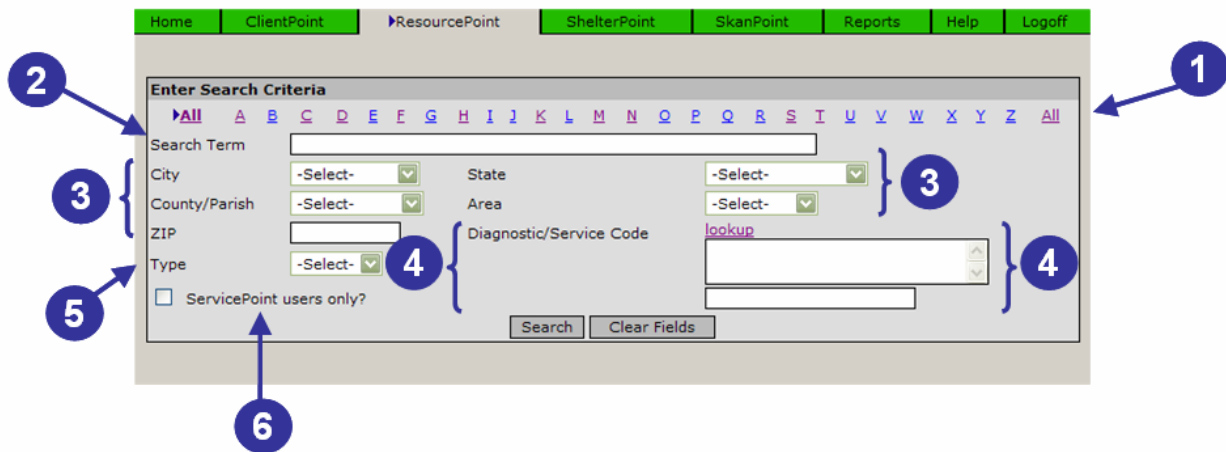 Home ClientPoint ResourcePoint ShelterPoint SkanPoint Reports Help Logoff
1
2
Enter Search Criteria
All A B C D E F G H I J K L M N O P Q R S T U V W X Y Z All
Search Term
3
City -Select- State -Select-
3
County/Parish -Select- Area -Select-
ZIP Diagnostic/Service Code lookup
Type -Select-
4
4
5
ServicePoint users only?
Search Clear Fields
6